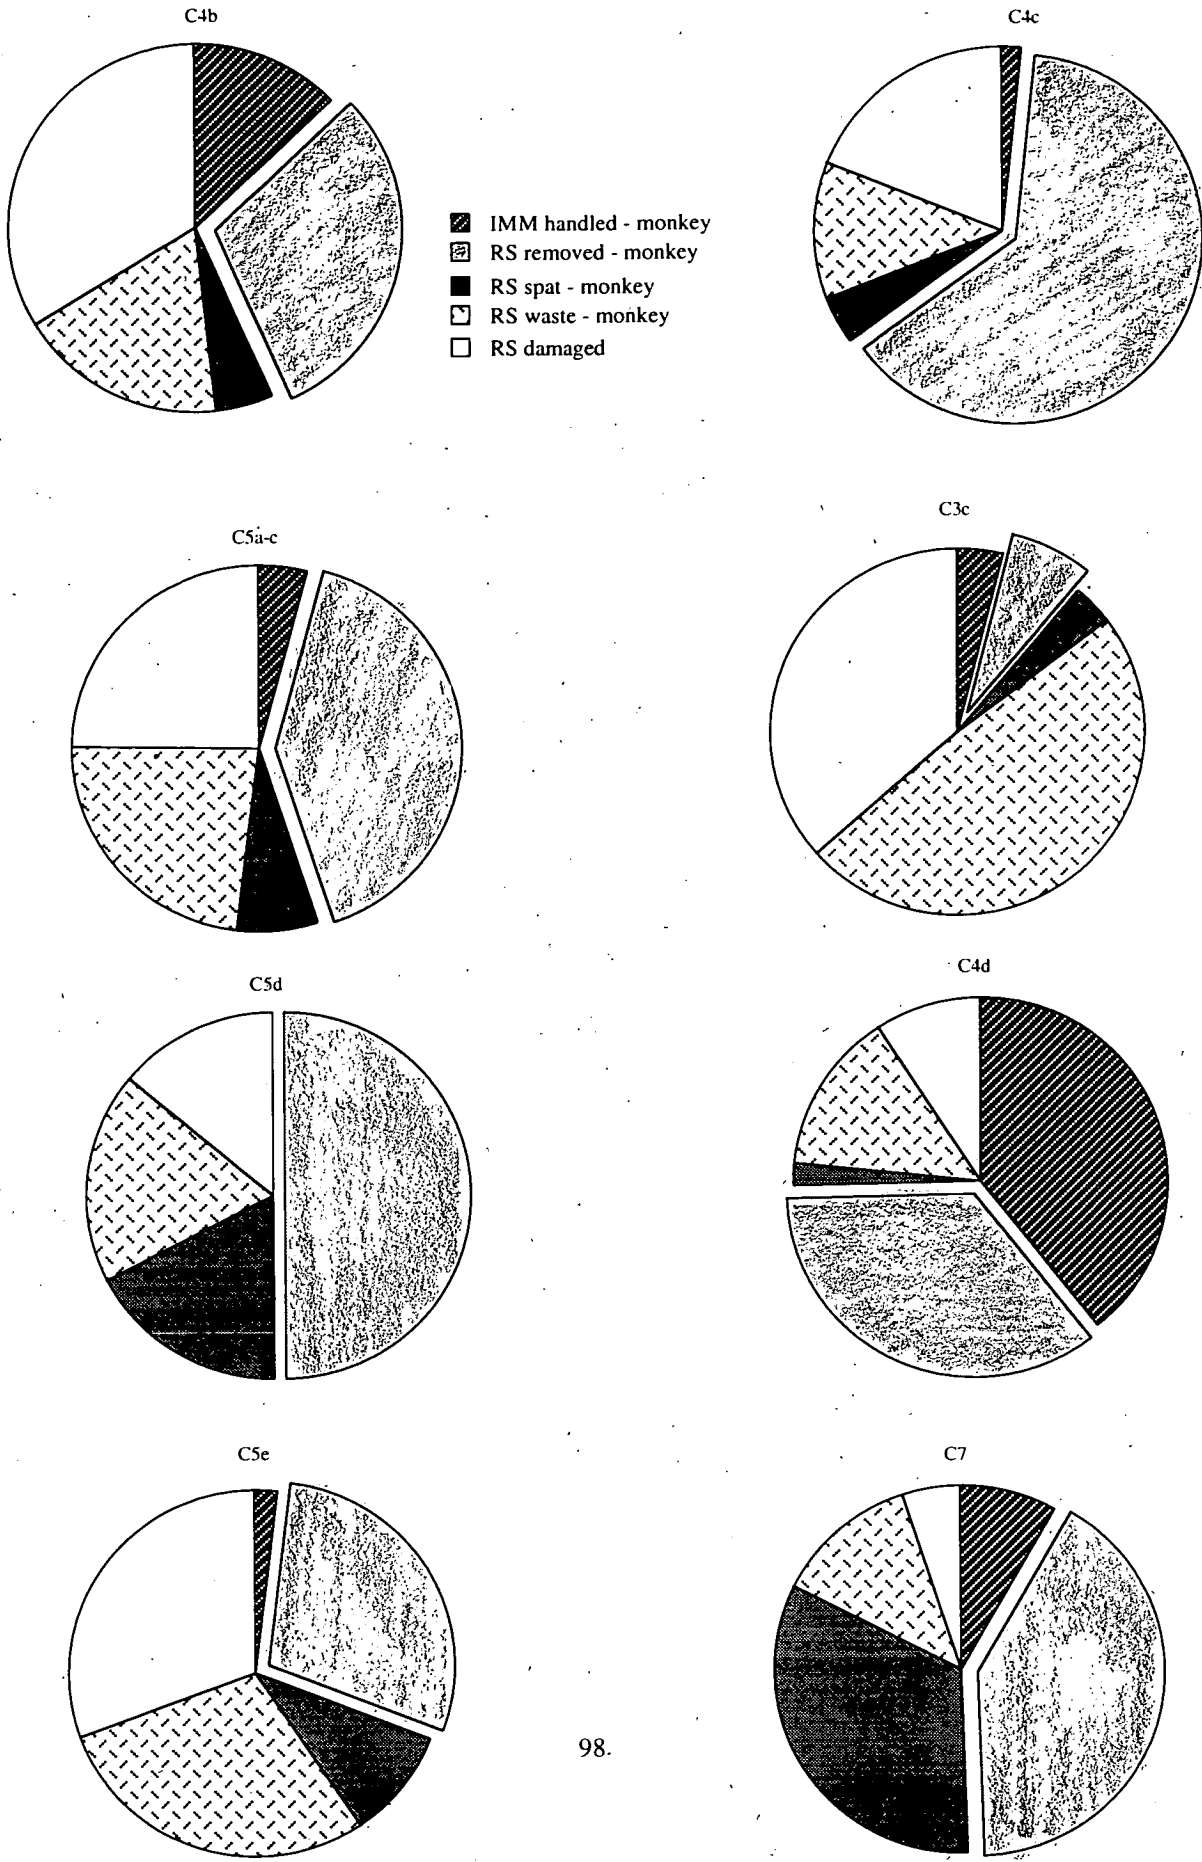 C4b
C4c
IMM handled - monkey
RS removed - monkey
RS spat - monkey
RS waste - monkey
RS damaged
C5a-c
C3c
C5d
C4d
C5e
C7
98.